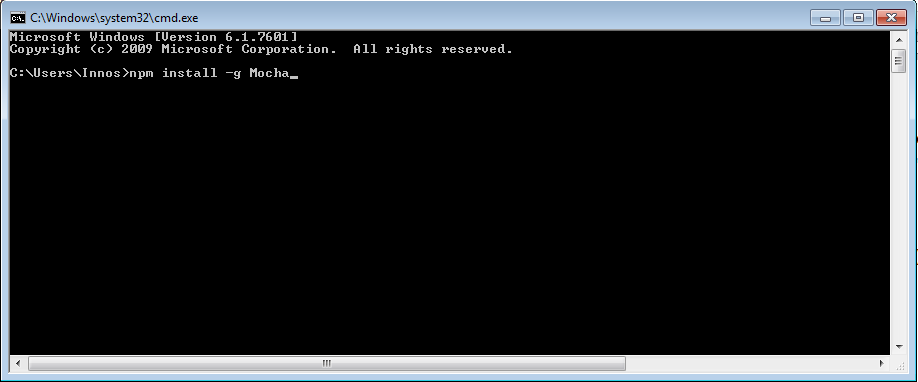 C:\Windows\system32\cmd.exe
Microsoft Windows [Version 6.1.7601]
Copyright (c) 2009 Microsoft Corporation.  All rights reserved.
C:\Users\Innos>npm install -g Mocha_